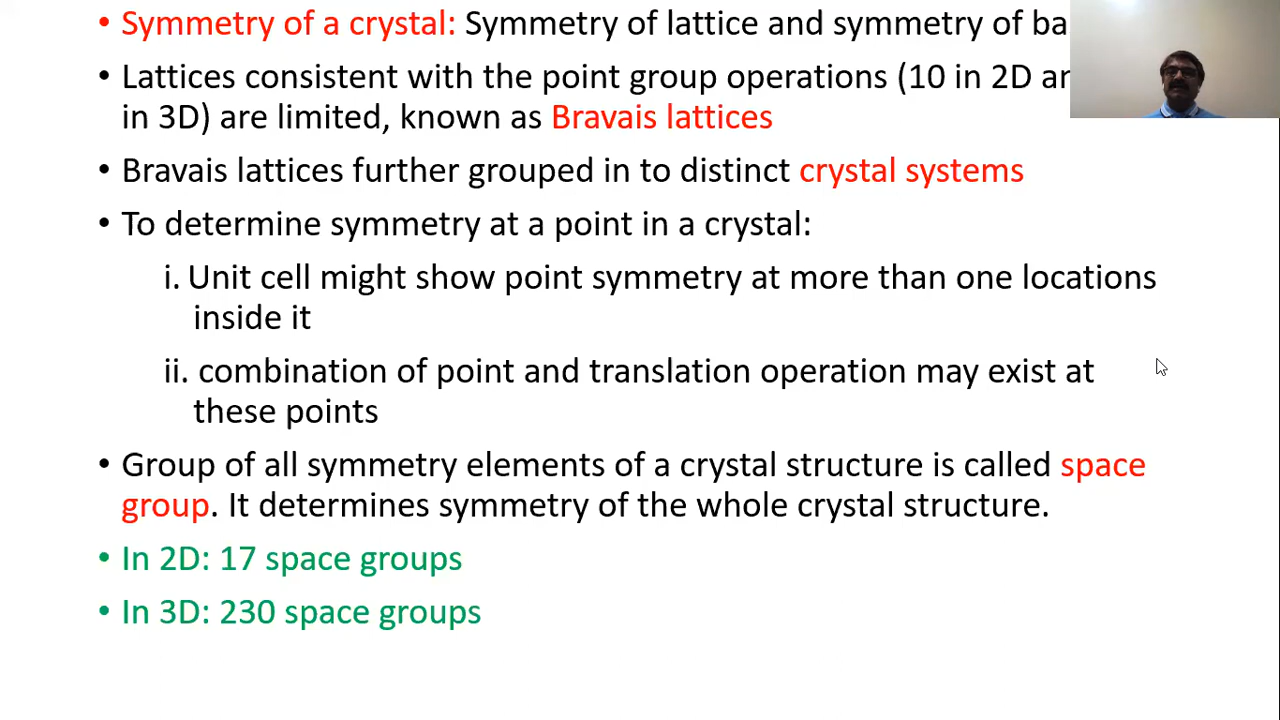 • Symmetry of a crystal: Symmetry of lattice and symmetry of
• Lattices consistent with the point group operations (10 in 2D
in 3D) are limited, known as Bravais lattices
• Bravais lattices further grouped in to distinct crystal systems
• To determine symmetry at a point in a crystal:
i. Unit cell might show point symmetry at more than one locations
inside it
ii. combination of point and translation operation may exist at
these points
• Group of all symmetry elements of a crystal structure is called space
group. It determines symmetry of the whole crystal structure.
• In 2D: 17 space groups
• In 3D: 230 space groups